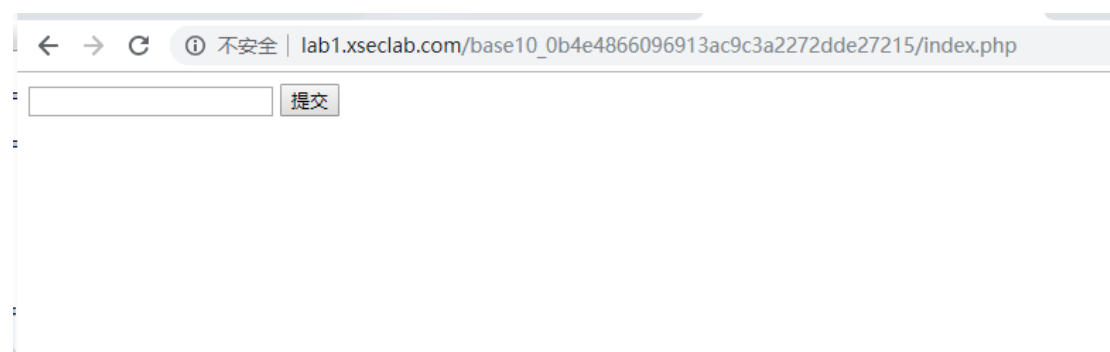 不安全 | lab1.xseclab.com/base10_0b4e4866096913ac9c3a2272dde27215/index.php
提交